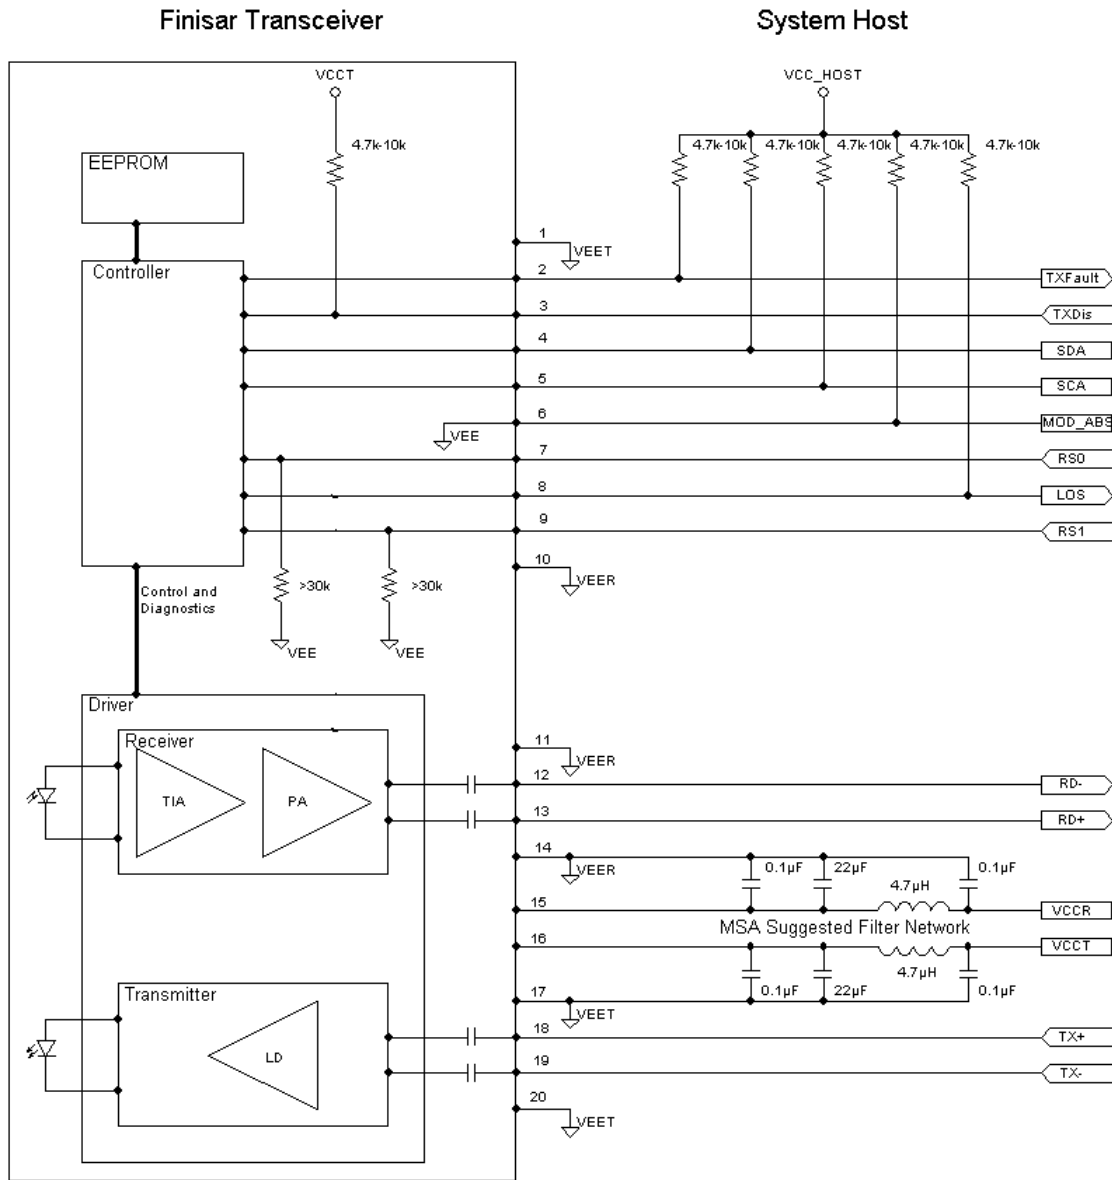 Finisar Transceiver
System Host
VCCT
VCC_HOST
4.7k-10k
4.7k-10k
4.7k-10k
4.7k-10k
4.7k-10k
4.7k-10k
EEPROM
1
VEET
Controller
2
TXFault
3
TXDis
4
SDA
5
SCA
6
VEE
MOD_ABS
7
RS0
8
LOS
9
RS1
10
VEER
Control and
Diagnostics
>30k
>30k
VEE
VEE
Driver
Receiver
TIA
PA
11
VEER
12
RD-
13
RD+
14
VEER
0.1µF
22µF
4.7µH
0.1µF
15
VCCR
MSA Suggested Filter Network
16
VCCT
4.7µH
0.1µF
22µF
0.1µF
Transmitter
LD
17
VEET
18
TX+
19
TX-
20
VEET